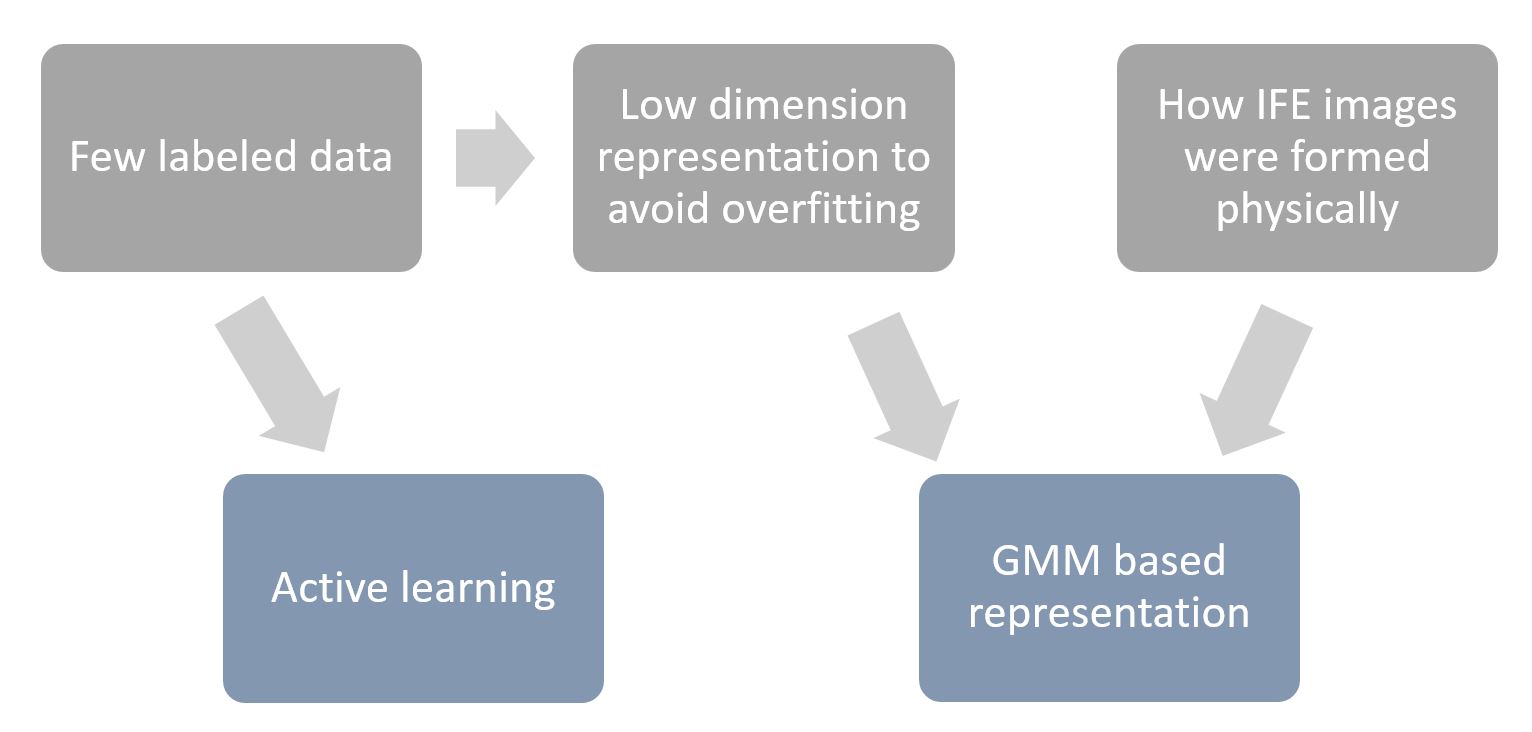 Few labeled data
Low dimension
representation to
avoid overfitting
How IFE images
were formed
physically
Active learning
GMM based
representation